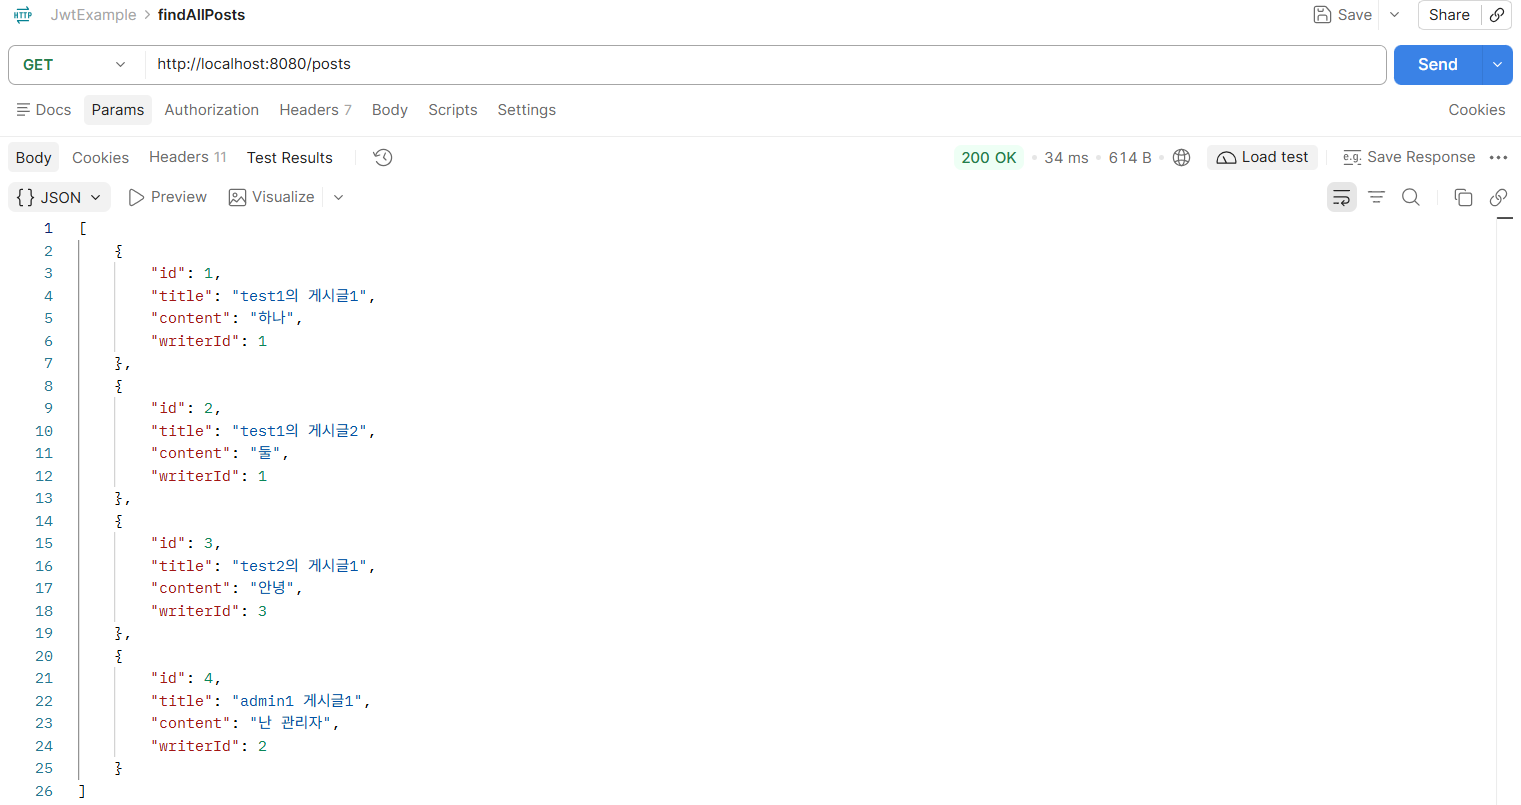 HTTP JwtExample > findAllPosts Save Share
GET http://localhost:8080/posts Send
Docs Params Authorization Headers 7 Body Scripts Settings Cookies
Body Cookies Headers 11 Test Results 200 OK • 34 ms • 614 B • Load test e.g. Save Response •••
{} JSON Preview Visualize
1 [
2 {
3 "id": 1,
4 "title": "test1의 게시글1",
5 "content": "하나",
6 "writerId": 1
7 },
8 {
9 "id": 2,
10 "title": "test1의 게시글2",
11 "content": "둘",
12 "writerId": 1
13 },
14 {
15 "id": 3,
16 "title": "test2의 게시글1",
17 "content": "안녕",
18 "writerId": 3
19 },
20 {
21 "id": 4,
22 "title": "admin1 게시글1",
23 "content": "난 관리자",
24 "writerId": 2
25 }
26 ]